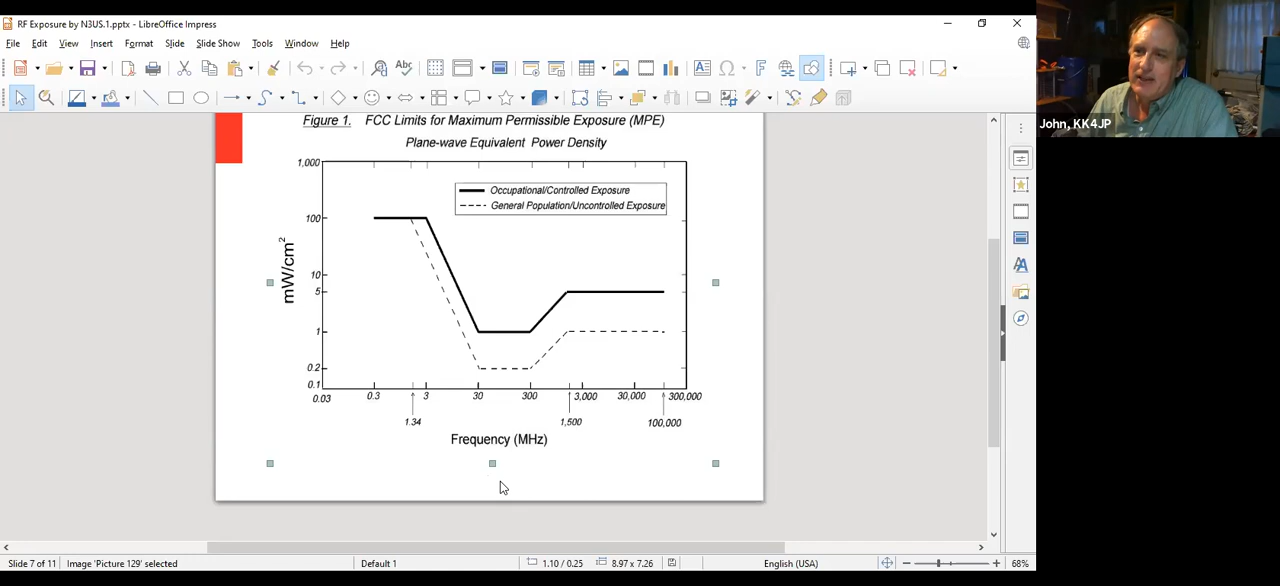 RF Exposure by N3US.1.pptx - LibreOffice Impress
File Edit View Insert Format Slide Slide Show Tools Window Help
Abc
Figure 1. FCC Limits for Maximum Permissible Exposure (MPE)
Plane-wave Equivalent Power Density
1,000
Occupational/Controlled Exposure
General Population/Uncontrolled Exposure
100
mW/cm²
10
5
1
0.2
0.1
0.03 0.3 3 30 300 3,000 30,000 300,000
1.34 1,500 100,000
Frequency (MHz)
Slide 7 of 11 Image 'Picture 129' selected Default 1 1.10 / 0.25 8.97 x 7.26 English (USA) 68%
John, KK4JP